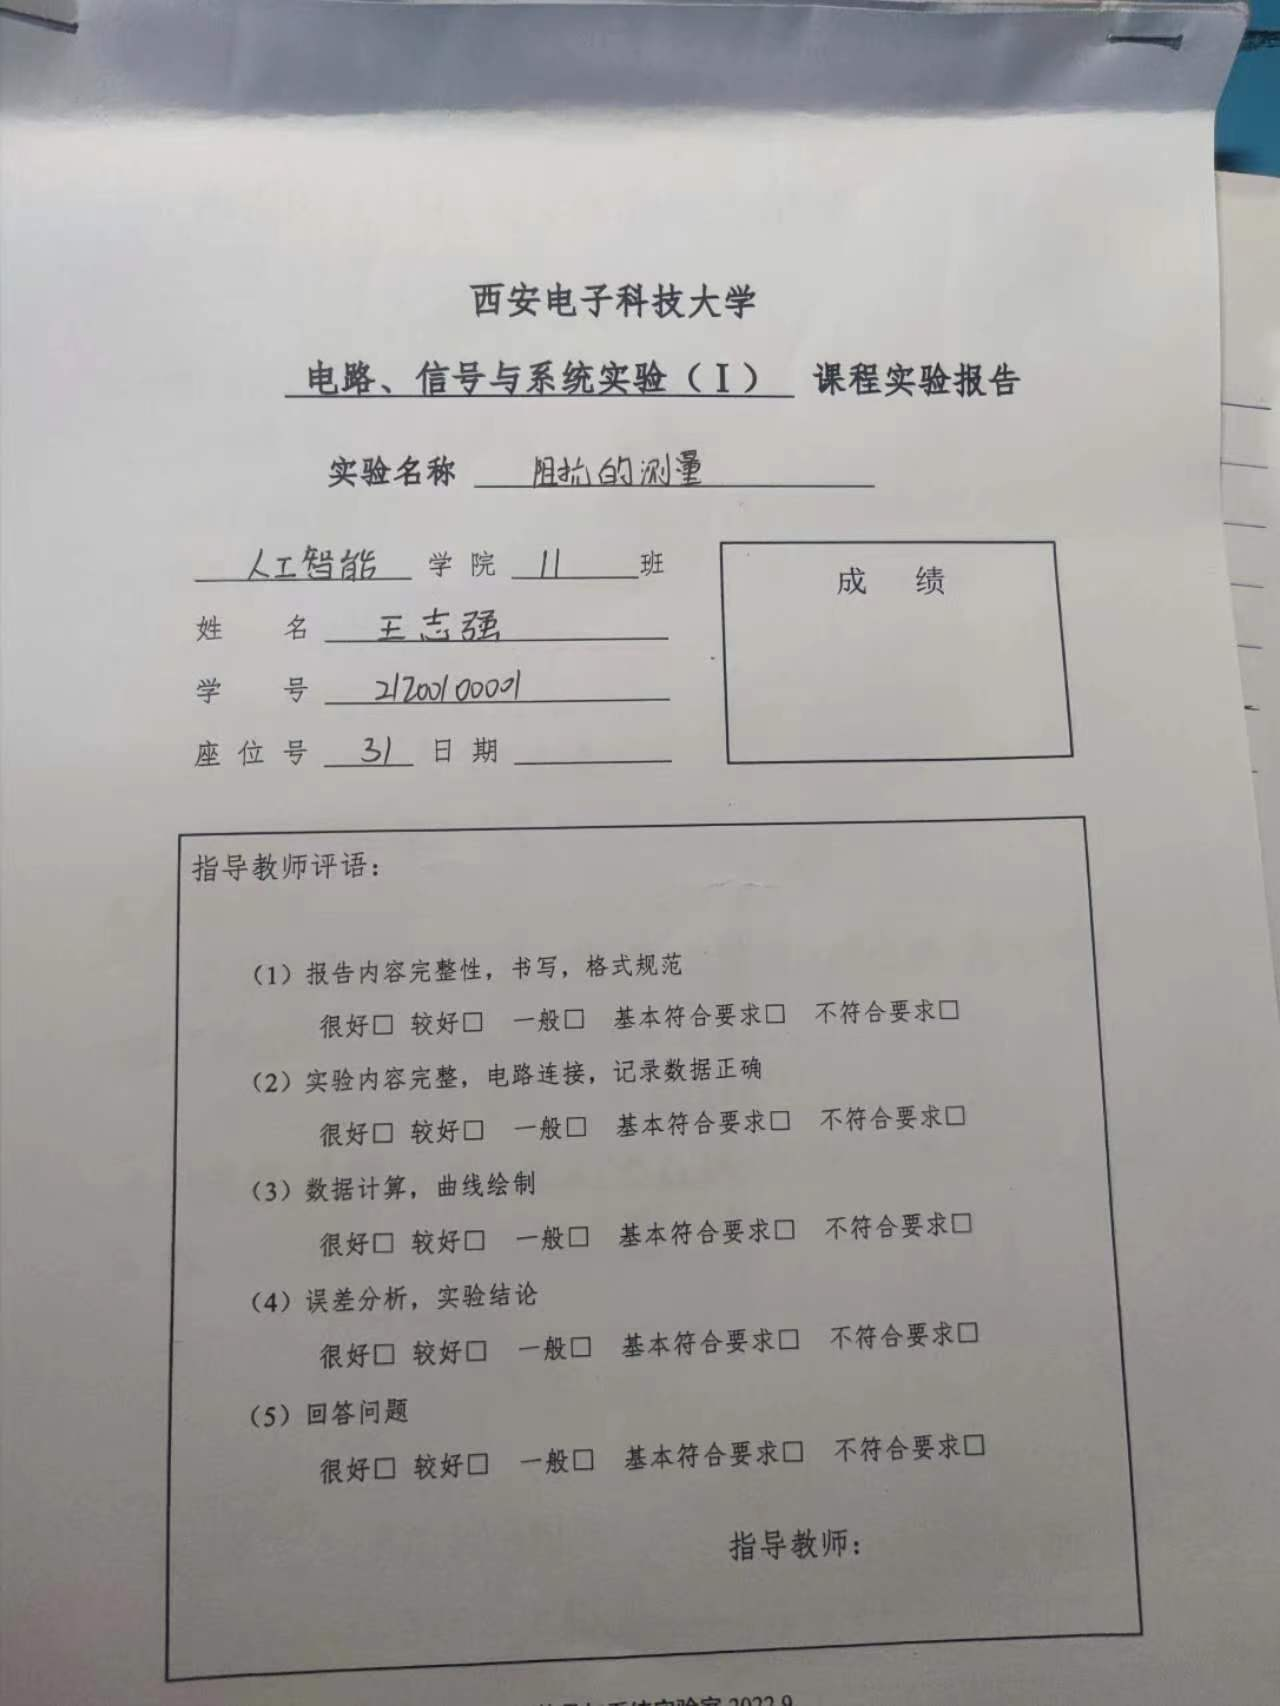 西安电子科技大学
电路、信号与系统实验(Ⅰ) 课程实验报告
实验名称 阻抗的测量
人工智能 学院 11 班
成 绩
姓 名 王志强
学 号 21200100001
座位号 31 日期
指导教师评语:
(1)报告内容完整性,书写,格式规范
很好□ 较好□ 一般□ 基本符合要求□ 不符合要求□
(2)实验内容完整,电路连接,记录数据正确
很好□ 较好□ 一般□ 基本符合要求□ 不符合要求□
(3)数据计算,曲线绘制
很好□ 较好□ 一般□ 基本符合要求□ 不符合要求□
(4)误差分析,实验结论
很好□ 较好□ 一般□ 基本符合要求□ 不符合要求□
(5)回答问题
很好□ 较好□ 一般□ 基本符合要求□ 不符合要求□
指导教师:
系统实验室 2022.9